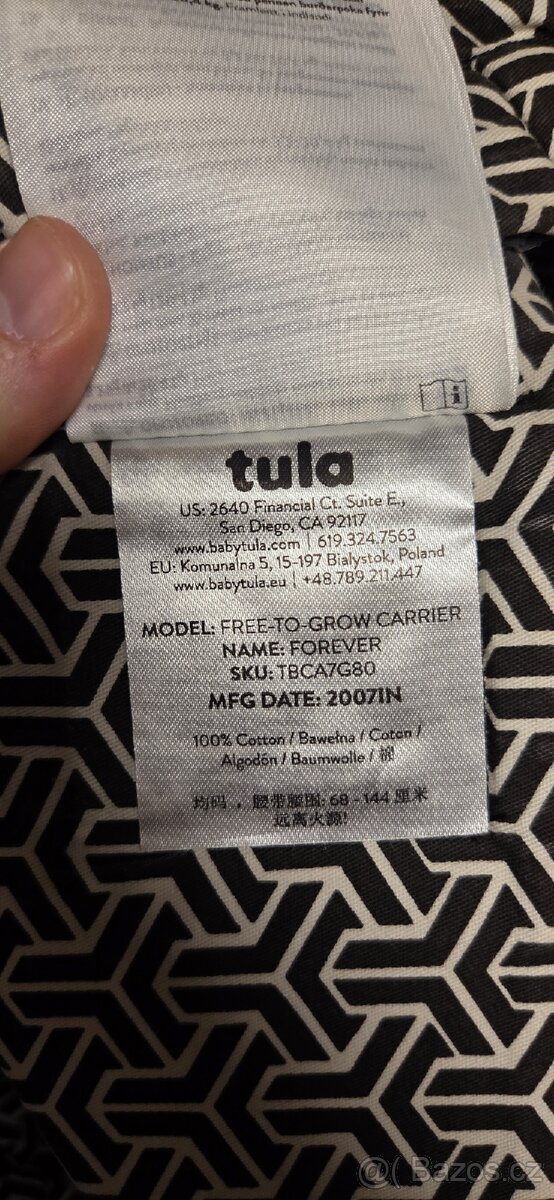 tula
US: 2640 Financial Ct. Suite E.,
San Diego, CA 92117
www.babytula.com | 619.324.7563
EU: Komunalna 5, 15-197 Bialystok, Poland
www.babytula.eu | +48.789.211.447
MODEL: FREE-TO-GROW CARRIER
NAME: FOREVER
SKU: TBCA7G80
MFG DATE: 2007IN
100% Cotton / Bawełna / Coton /
Algodón / Baumwolle / 棉
均码，腰带腰围: 68 - 144 厘米
远离火源!
Bazos.cz